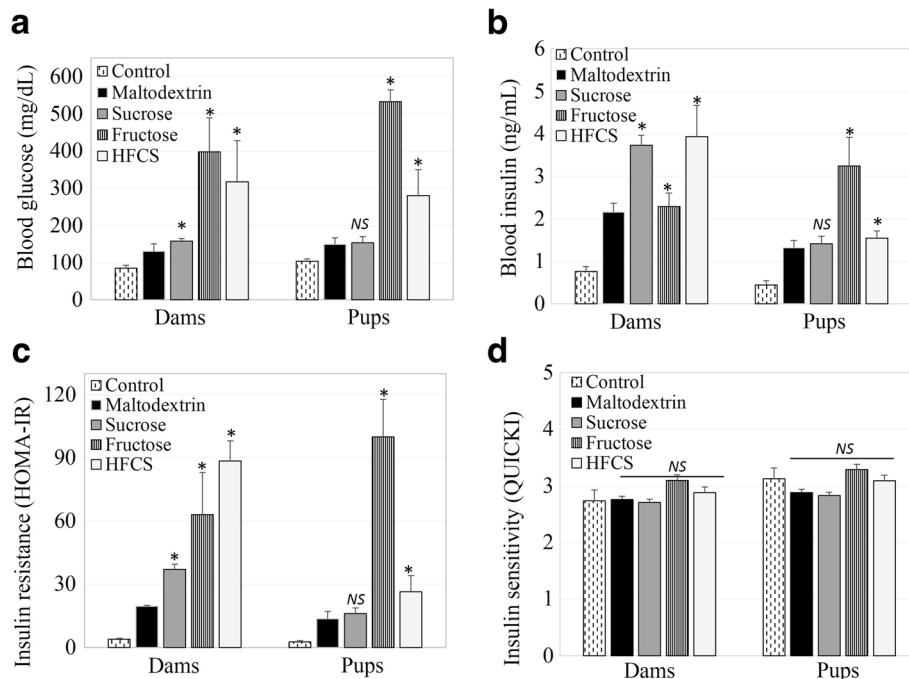 a
Blood glucose (mg/dL)
600
500
400
300
200
100
0
Control
Maltodextrin
Sucrose
Fructose
HFCS
*
*
*
NS
*
*
Dams
Pups
b
Blood insulin (ng/mL)
6
5
4
3
2
1
0
Control
Maltodextrin
Sucrose
Fructose
HFCS
*
*
*
NS
*
*
Dams
Pups
c
Insulin resistance (HOMA-IR)
120
90
60
30
0
Control
Maltodextrin
Sucrose
Fructose
HFCS
*
*
*
NS
*
*
Dams
Pups
d
Insulin sensitivity (QUICKI)
5
4
3
2
1
0
Control
Maltodextrin
Sucrose
Fructose
HFCS
NS
NS
Dams
Pups